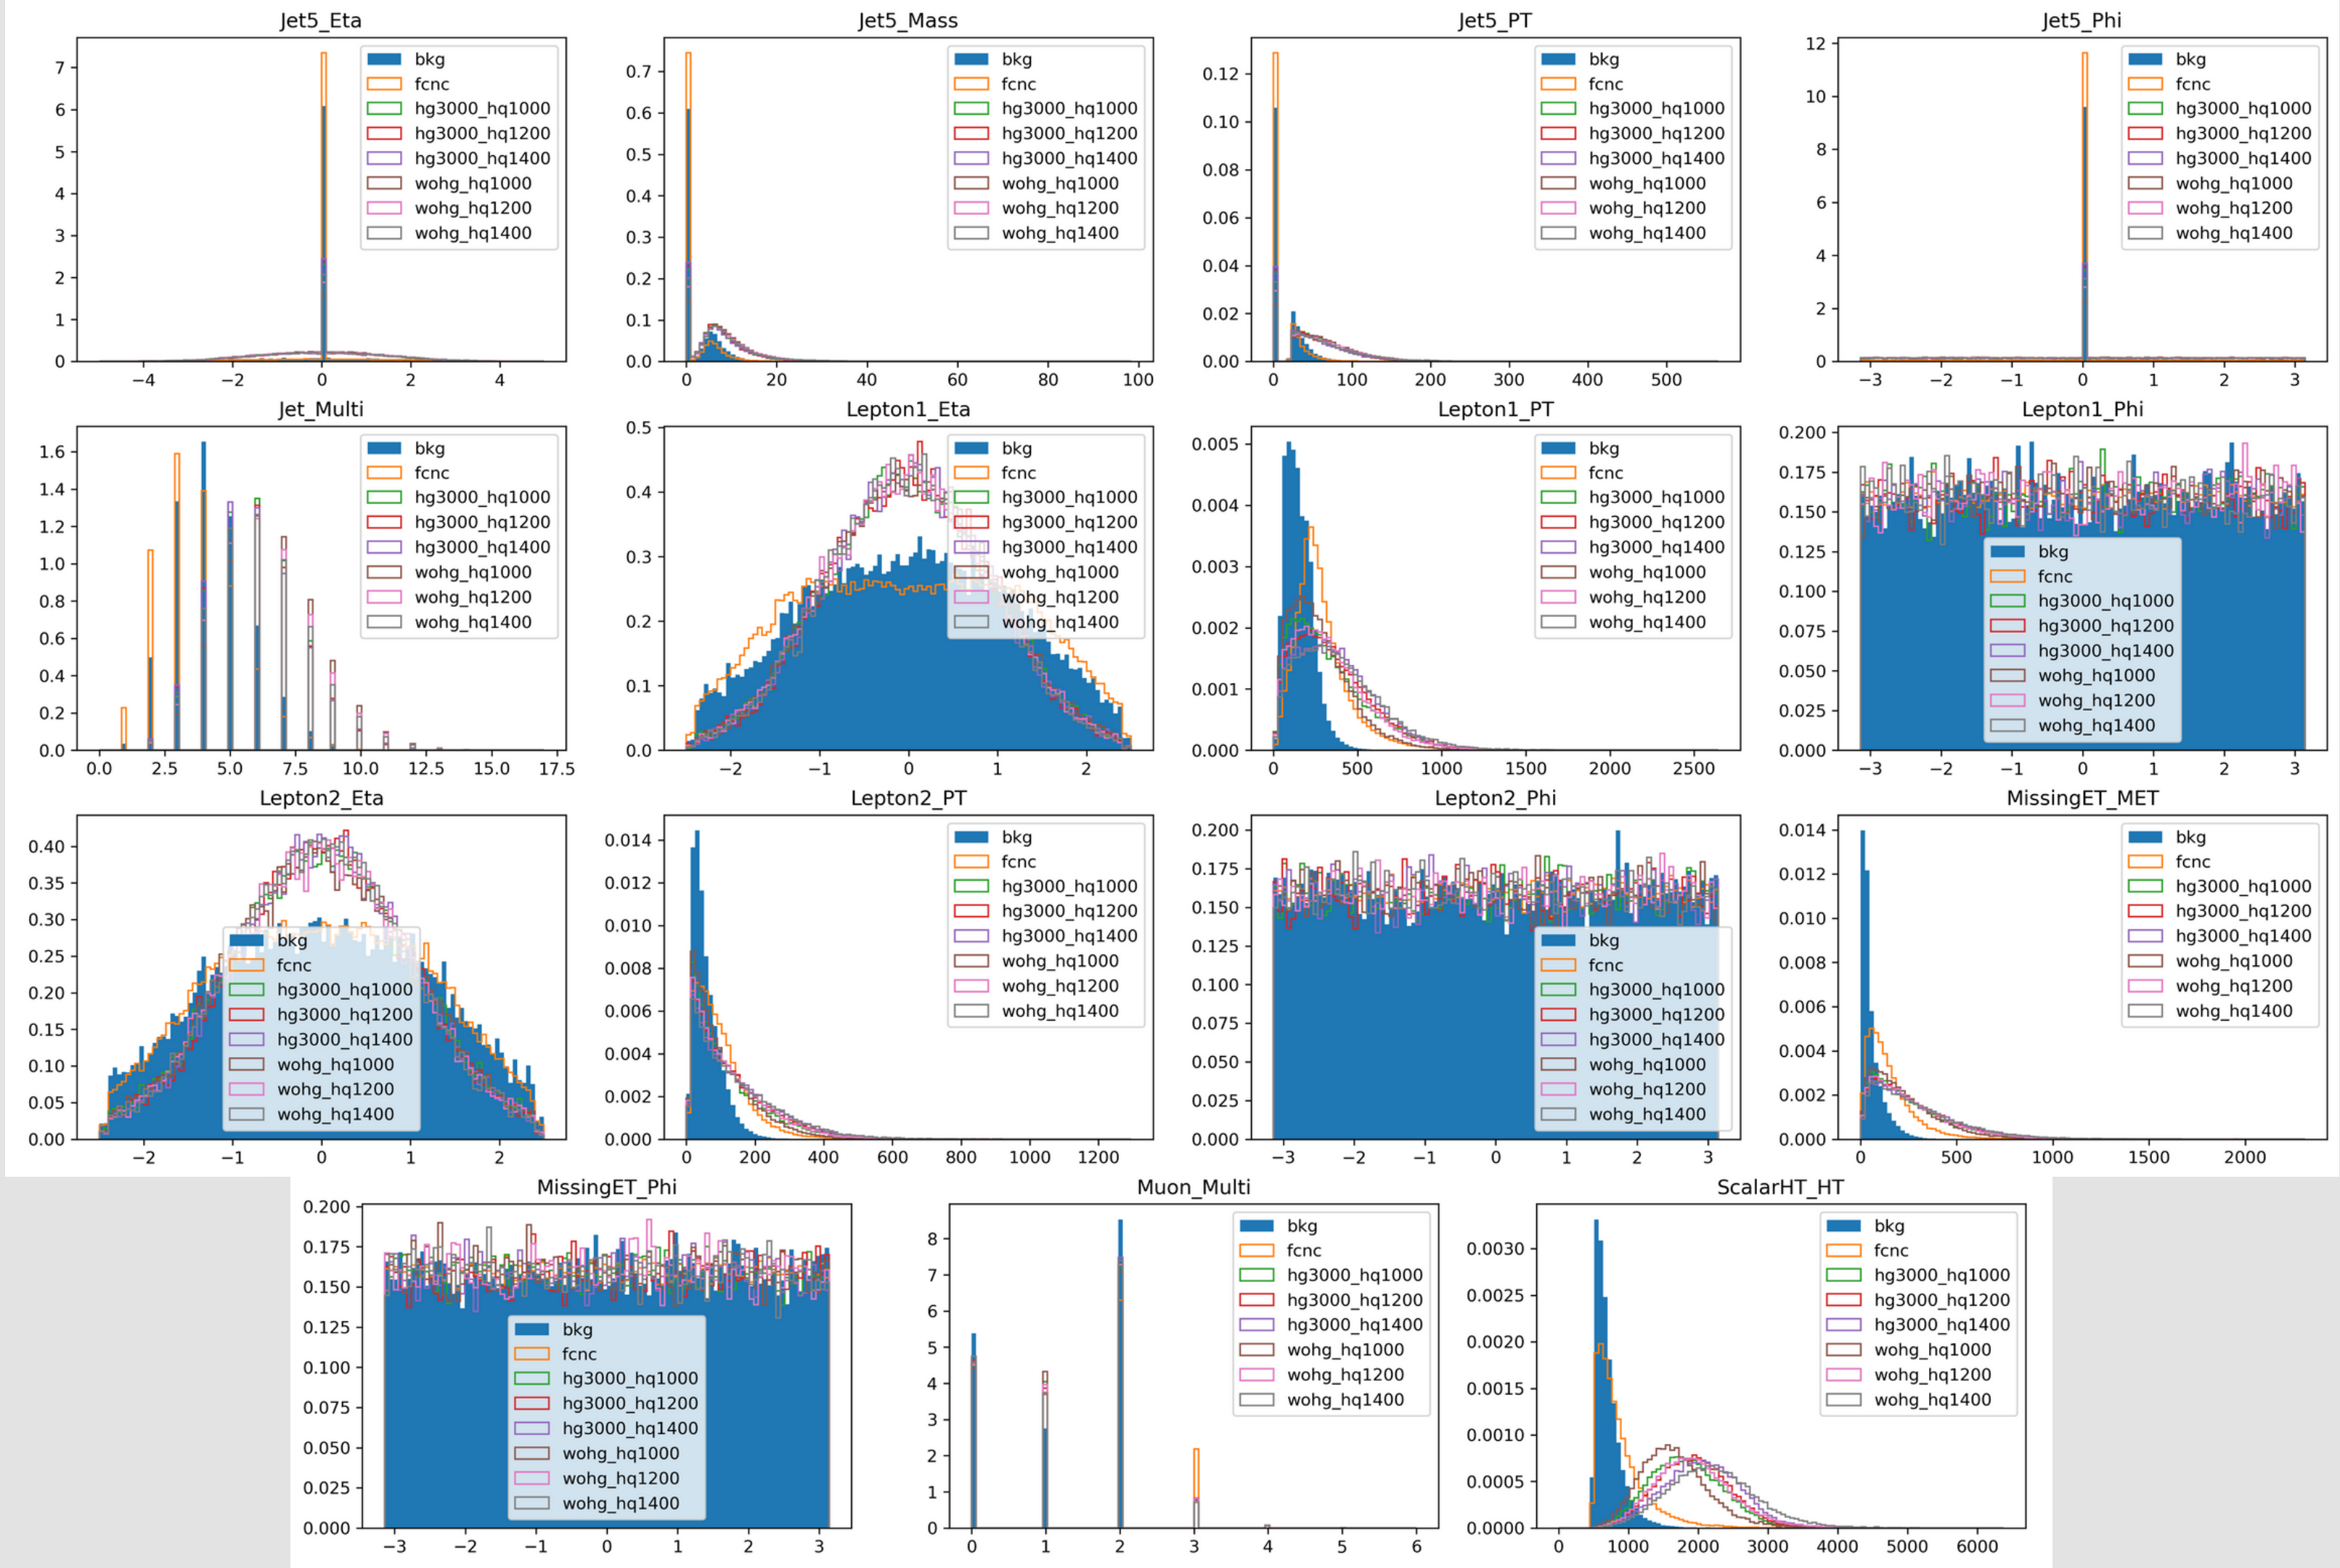 Jet5_Eta
7
6
5
4
3
2
1
0
−4
−2
0
2
4
bkg
fcnc
hg3000_hq1000
hg3000_hq1200
hg3000_hq1400
wohg_hq1000
wohg_hq1200
wohg_hq1400
Jet5_Mass
0.7
0.6
0.5
0.4
0.3
0.2
0.1
0.0
0
20
40
60
80
100
bkg
fcnc
hg3000_hq1000
hg3000_hq1200
hg3000_hq1400
wohg_hq1000
wohg_hq1200
wohg_hq1400
Jet5_PT
0.12
0.10
0.08
0.06
0.04
0.02
0.00
0
100
200
300
400
500
bkg
fcnc
hg3000_hq1000
hg3000_hq1200
hg3000_hq1400
wohg_hq1000
wohg_hq1200
wohg_hq1400
Jet5_Phi
12
10
8
6
4
2
0
−3
−2
−1
0
1
2
3
bkg
fcnc
hg3000_hq1000
hg3000_hq1200
hg3000_hq1400
wohg_hq1000
wohg_hq1200
wohg_hq1400
Jet_Multi
1.6
1.4
1.2
1.0
0.8
0.6
0.4
0.2
0.0
0.0
2.5
5.0
7.5
10.0
12.5
15.0
17.5
bkg
fcnc
hg3000_hq1000
hg3000_hq1200
hg3000_hq1400
wohg_hq1000
wohg_hq1200
wohg_hq1400
Lepton1_Eta
0.5
0.4
0.3
0.2
0.1
0.0
−2
−1
0
1
2
bkg
fcnc
hg3000_hq1000
hg3000_hq1200
hg3000_hq1400
wohg_hq1000
wohg_hq1200
wohg_hq1400
Lepton1_PT
0.005
0.004
0.003
0.002
0.001
0.000
0
500
1000
1500
2000
2500
bkg
fcnc
hg3000_hq1000
hg3000_hq1200
hg3000_hq1400
wohg_hq1000
wohg_hq1200
wohg_hq1400
Lepton1_Phi
0.200
0.175
0.150
0.125
0.100
0.075
0.050
0.025
0.000
−3
−2
−1
0
1
2
3
bkg
fcnc
hg3000_hq1000
hg3000_hq1200
hg3000_hq1400
wohg_hq1000
wohg_hq1200
wohg_hq1400
Lepton2_Eta
0.40
0.35
0.30
0.25
0.20
0.15
0.10
0.05
0.00
−2
−1
0
1
2
bkg
fcnc
hg3000_hq1000
hg3000_hq1200
hg3000_hq1400
wohg_hq1000
wohg_hq1200
wohg_hq1400
Lepton2_PT
0.014
0.012
0.010
0.008
0.006
0.004
0.002
0.000
0
200
400
600
800
1000
1200
bkg
fcnc
hg3000_hq1000
hg3000_hq1200
hg3000_hq1400
wohg_hq1000
wohg_hq1200
wohg_hq1400
Lepton2_Phi
0.200
0.175
0.150
0.125
0.100
0.075
0.050
0.025
0.000
−3
−2
−1
0
1
2
3
bkg
fcnc
hg3000_hq1000
hg3000_hq1200
hg3000_hq1400
wohg_hq1000
wohg_hq1200
wohg_hq1400
MissingET_MET
0.014
0.012
0.010
0.008
0.006
0.004
0.002
0.000
0
500
1000
1500
2000
bkg
fcnc
hg3000_hq1000
hg3000_hq1200
hg3000_hq1400
wohg_hq1000
wohg_hq1200
wohg_hq1400
MissingET_Phi
0.200
0.175
0.150
0.125
0.100
0.075
0.050
0.025
0.000
−3
−2
−1
0
1
2
3
bkg
fcnc
hg3000_hq1000
hg3000_hq1200
hg3000_hq1400
wohg_hq1000
wohg_hq1200
wohg_hq1400
Muon_Multi
8
7
6
5
4
3
2
1
0
0
1
2
3
4
5
6
bkg
fcnc
hg3000_hq1000
hg3000_hq1200
hg3000_hq1400
wohg_hq1000
wohg_hq1200
wohg_hq1400
ScalarHT_HT
0.0030
0.0025
0.0020
0.0015
0.0010
0.0005
0.0000
0
1000
2000
3000
4000
5000
6000
bkg
fcnc
hg3000_hq1000
hg3000_hq1200
hg3000_hq1400
wohg_hq1000
wohg_hq1200
wohg_hq1400